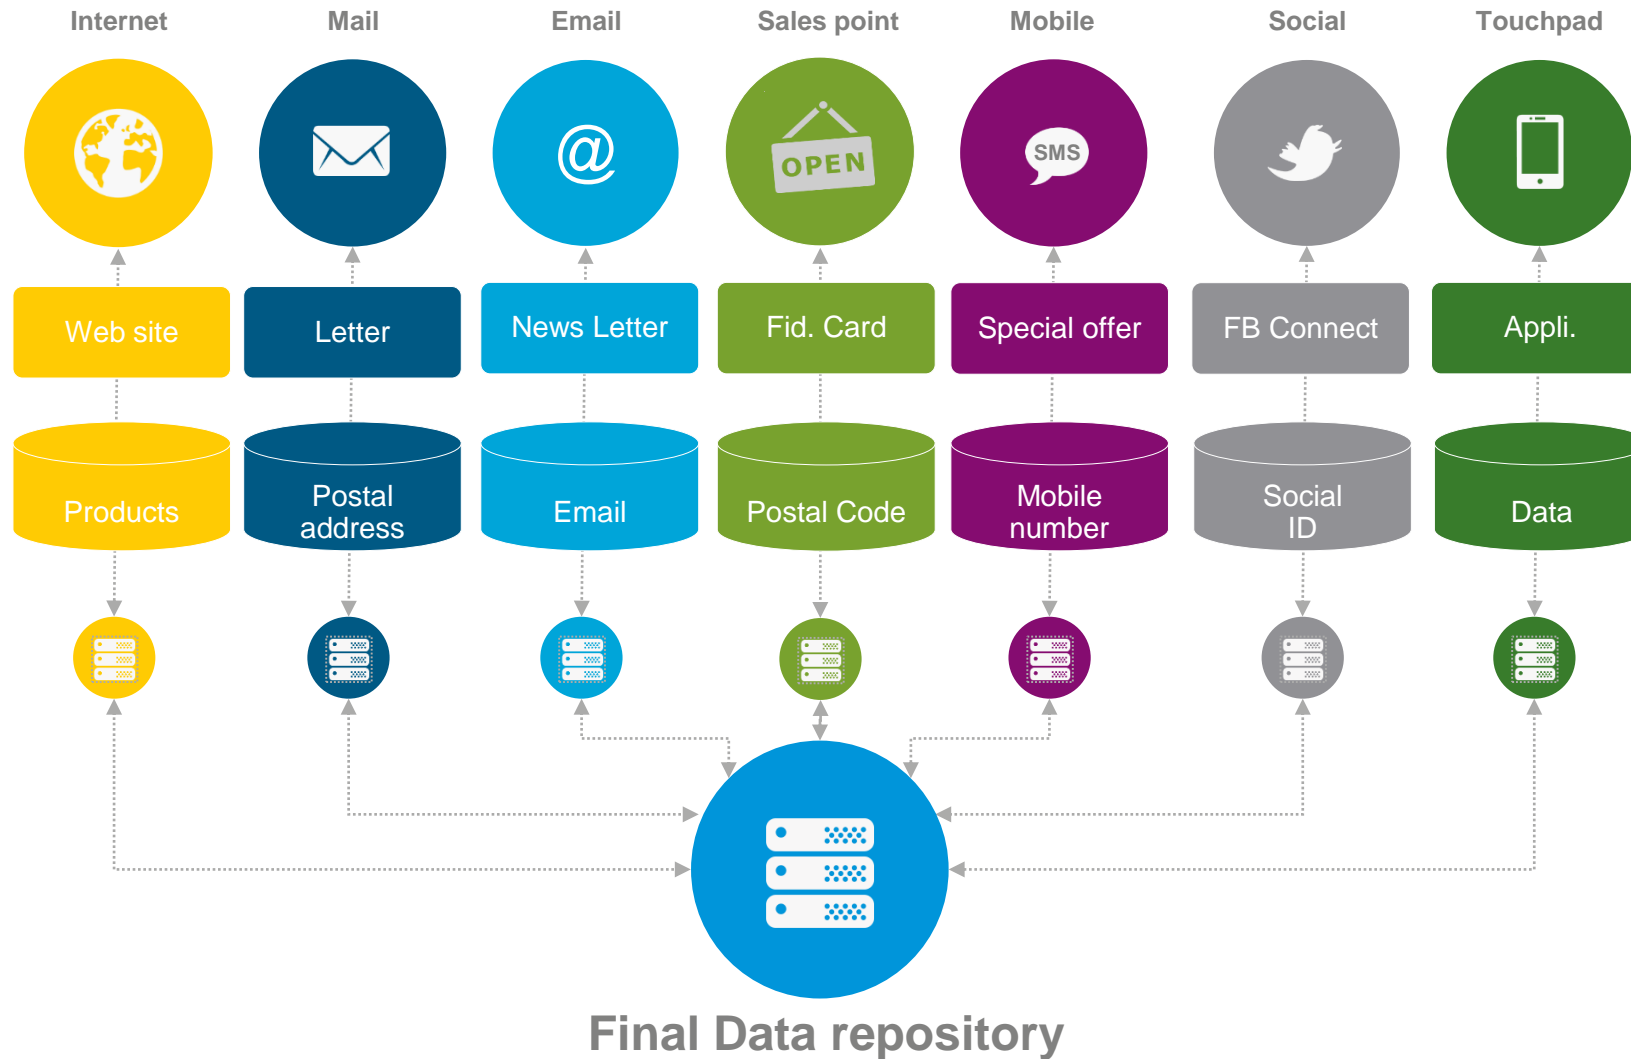 Internet
Mail
Email
Sales point
Mobile
Social
Touchpad
@
OPEN
SMS
Web site
Letter
News Letter
Fid. Card
Special offer
FB Connect
Appli.
Products
Postal
address
Email
Postal Code
Mobile
number
Social
ID
Data
Final Data repository